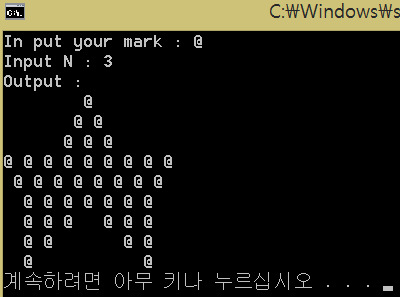 C:₩Windows₩s
In put your mark : @
Input N : 3
Output :
        @
       @ @
      @ @ @
@ @ @ @ @ @ @ @ @
 @ @ @ @ @ @ @ @
  @ @ @ @ @ @ @
  @ @ @   @ @ @
  @ @       @ @
  @           @
계속하려면 아무 키나 누르십시오 . . .